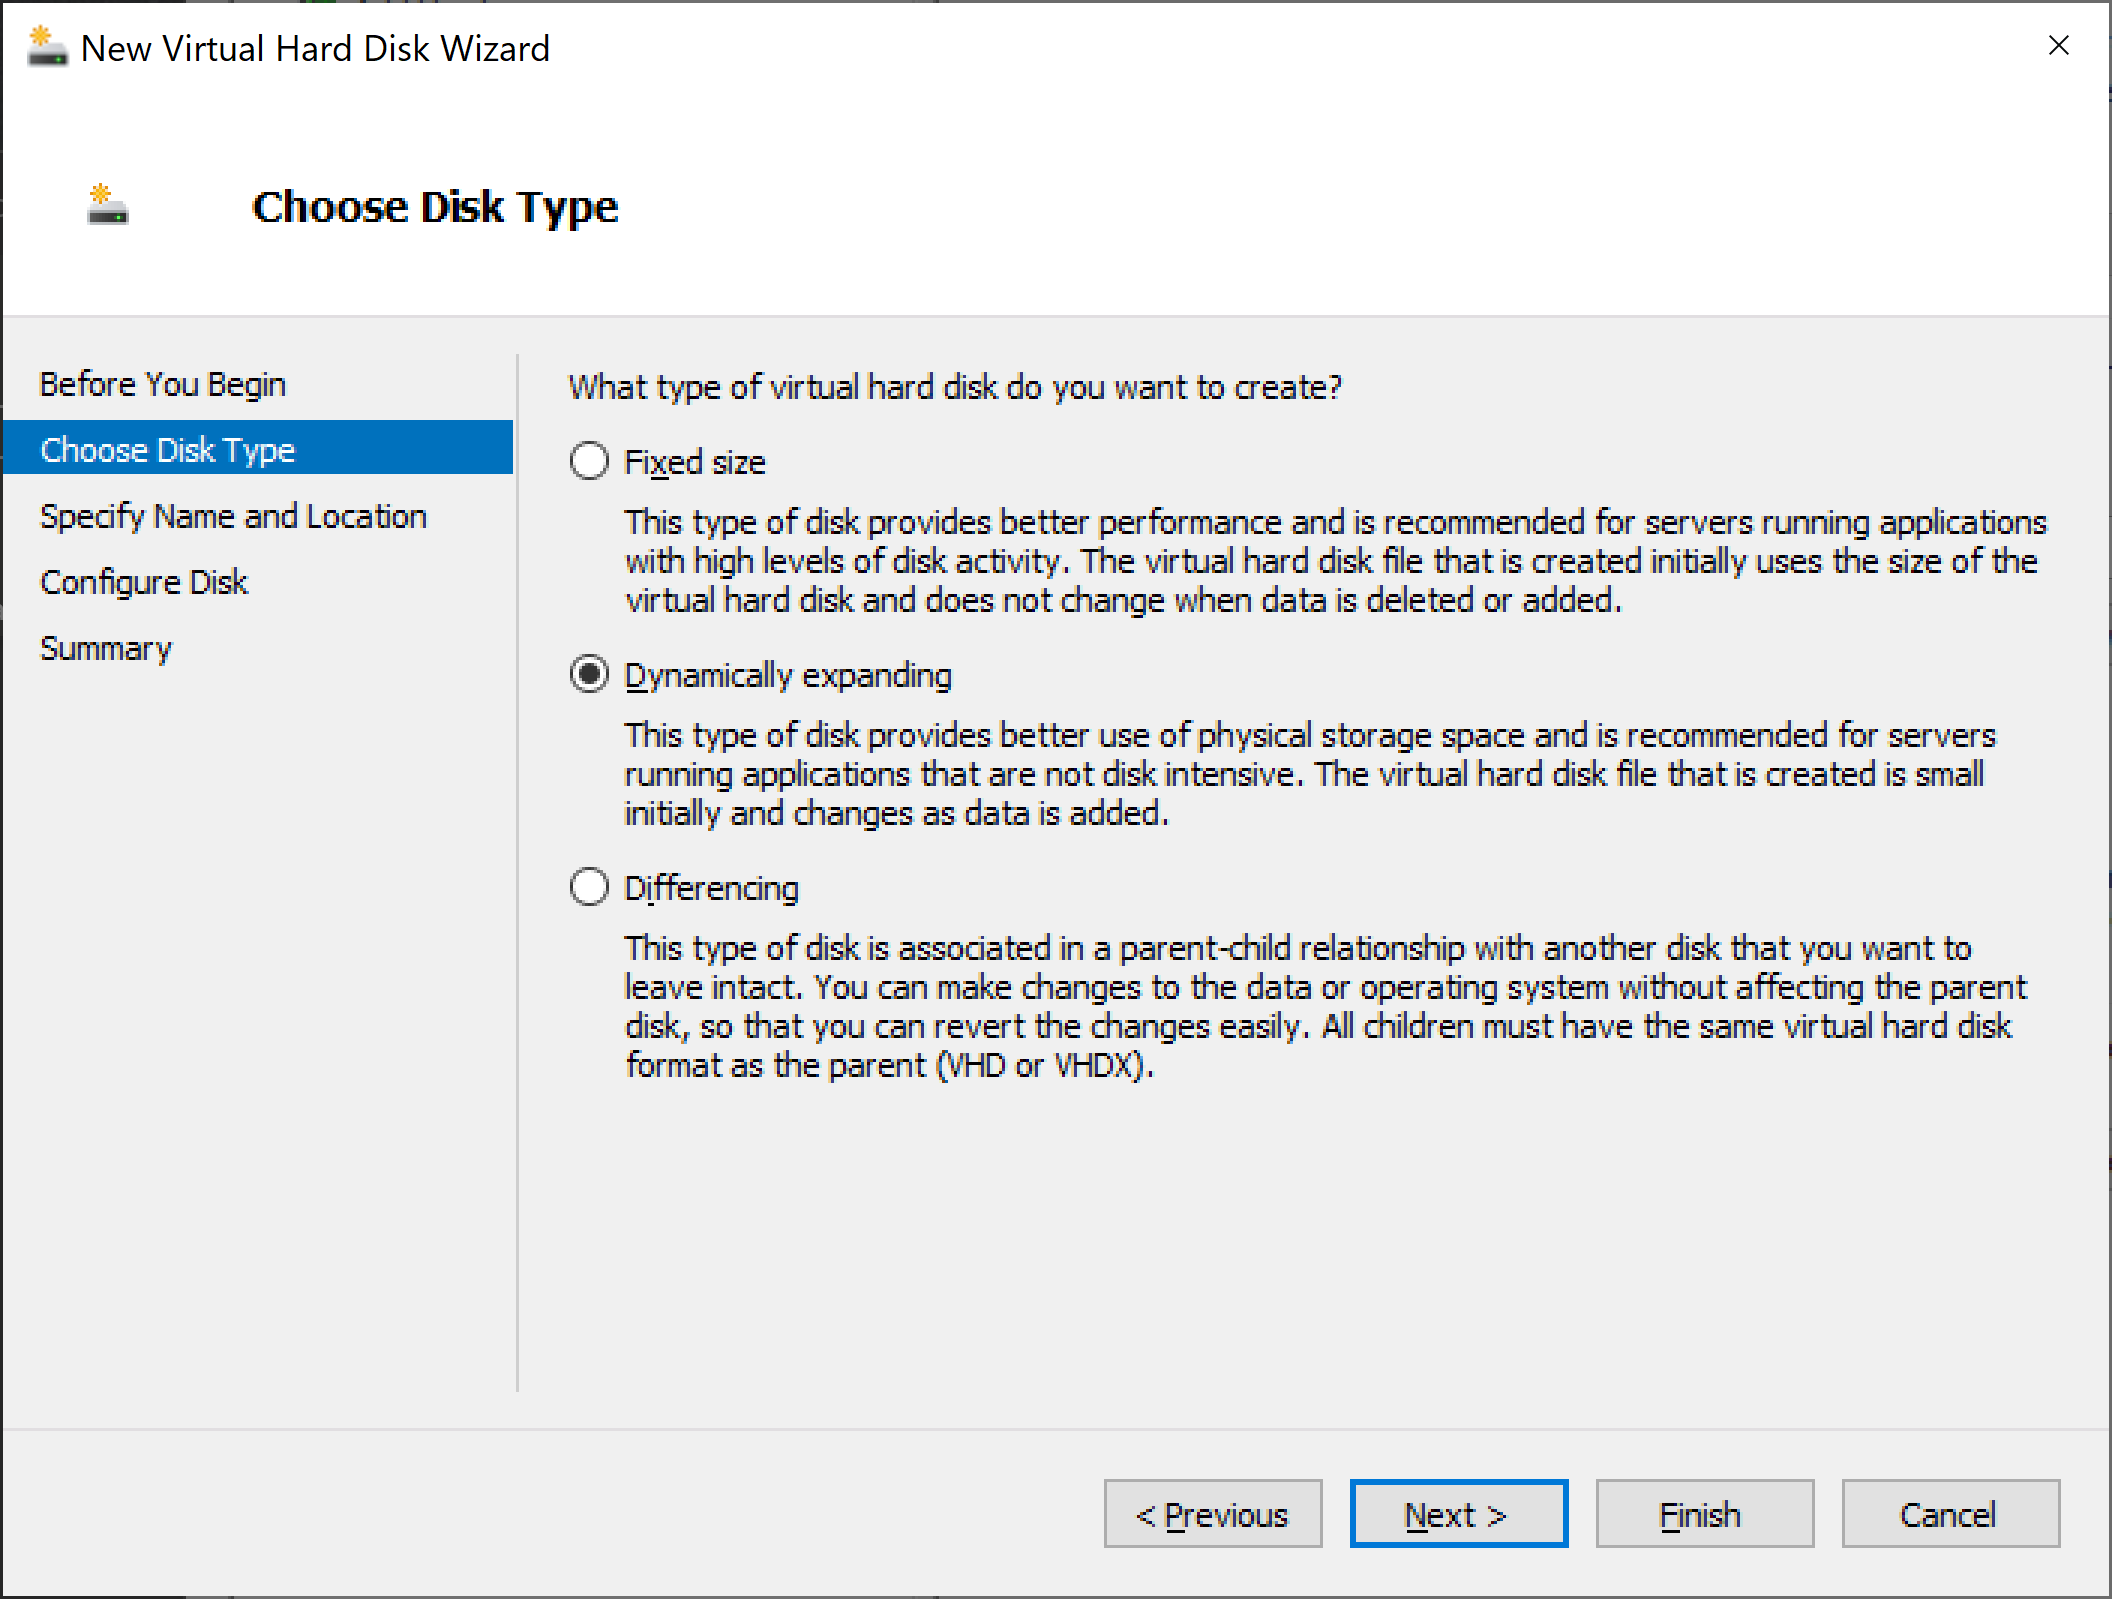 New Virtual Hard Disk Wizard
Choose Disk Type
Before You Begin
Choose Disk Type
Specify Name and Location
Configure Disk
Summary
What type of virtual hard disk do you want to create?
Fixed size
This type of disk provides better performance and is recommended for servers running applications
with high levels of disk activity. The virtual hard disk file that is created initially uses the size of the
virtual hard disk and does not change when data is deleted or added.
Dynamically expanding
This type of disk provides better use of physical storage space and is recommended for servers
running applications that are not disk intensive. The virtual hard disk file that is created is small
initially and changes as data is added.
Differencing
This type of disk is associated in a parent-child relationship with another disk that you want to
leave intact. You can make changes to the data or operating system without affecting the parent
disk, so that you can revert the changes easily. All children must have the same virtual hard disk
format as the parent (VHD or VHDX).
< Previous
Next >
Finish
Cancel